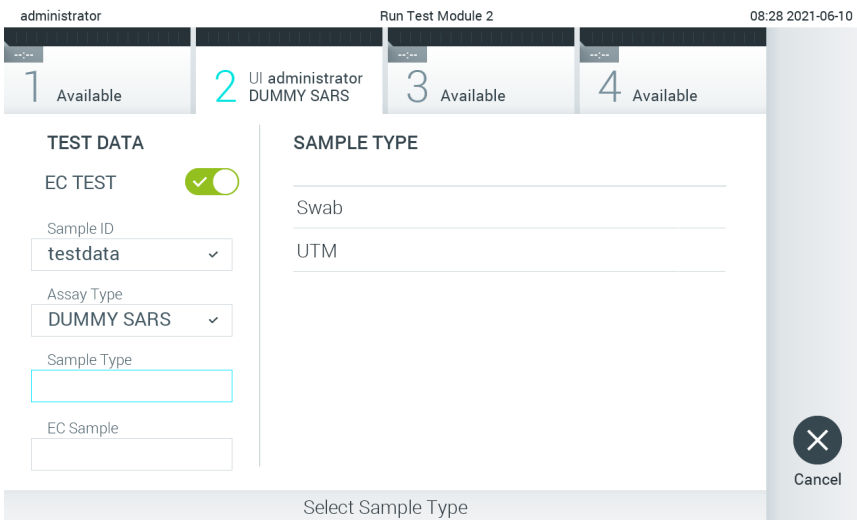 administrator
Run Test Module 2
08:28 2021-06-10
--:--
1 Available
2 UI administrator
DUMMY SARS
--:--
3 Available
--:--
4 Available
TEST DATA
EC TEST
Sample ID
testdata
Assay Type
DUMMY SARS
Sample Type
EC Sample
SAMPLE TYPE
Swab
UTM
Cancel
Select Sample Type